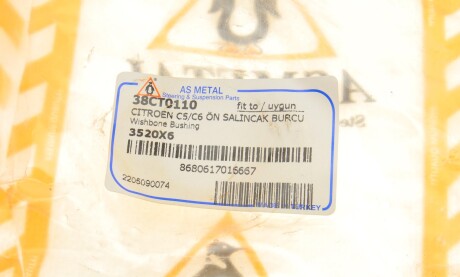 AS METAL
Steering & Suspension Parts
38CT0110 fit to / uygun
CITROEN C5/C6 ÖN SALINCAK BURCU
Wishbone Bushing
3520X6
8680617016667
2206090074
MADE IN TURKEY